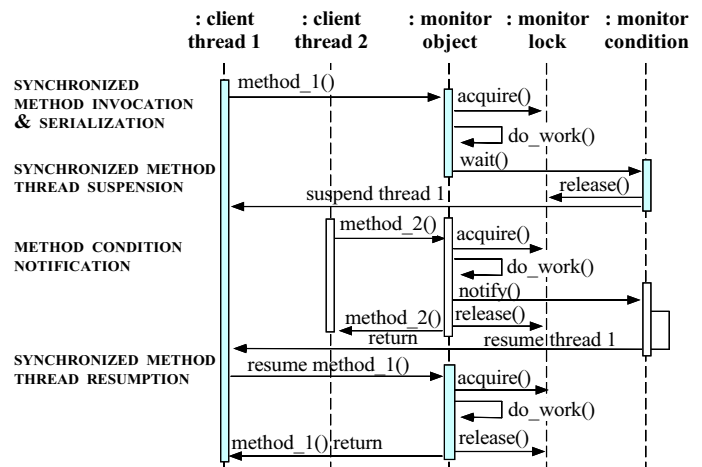 : client : client : monitor : monitor : monitor
thread 1 thread 2 object lock condition
SYNCHRONIZED
METHOD INVOCATION
& SERIALIZATION
method_1()
acquire()
do_work()
SYNCHRONIZED METHOD
THREAD SUSPENSION
wait()
release()
suspend thread 1
METHOD CONDITION
NOTIFICATION
method_2()
acquire()
do_work()
notify()
method_2()
return
release()
resume thread 1
SYNCHRONIZED METHOD
THREAD RESUMPTION
resume method_1()
acquire()
do_work()
method_1() return
release()